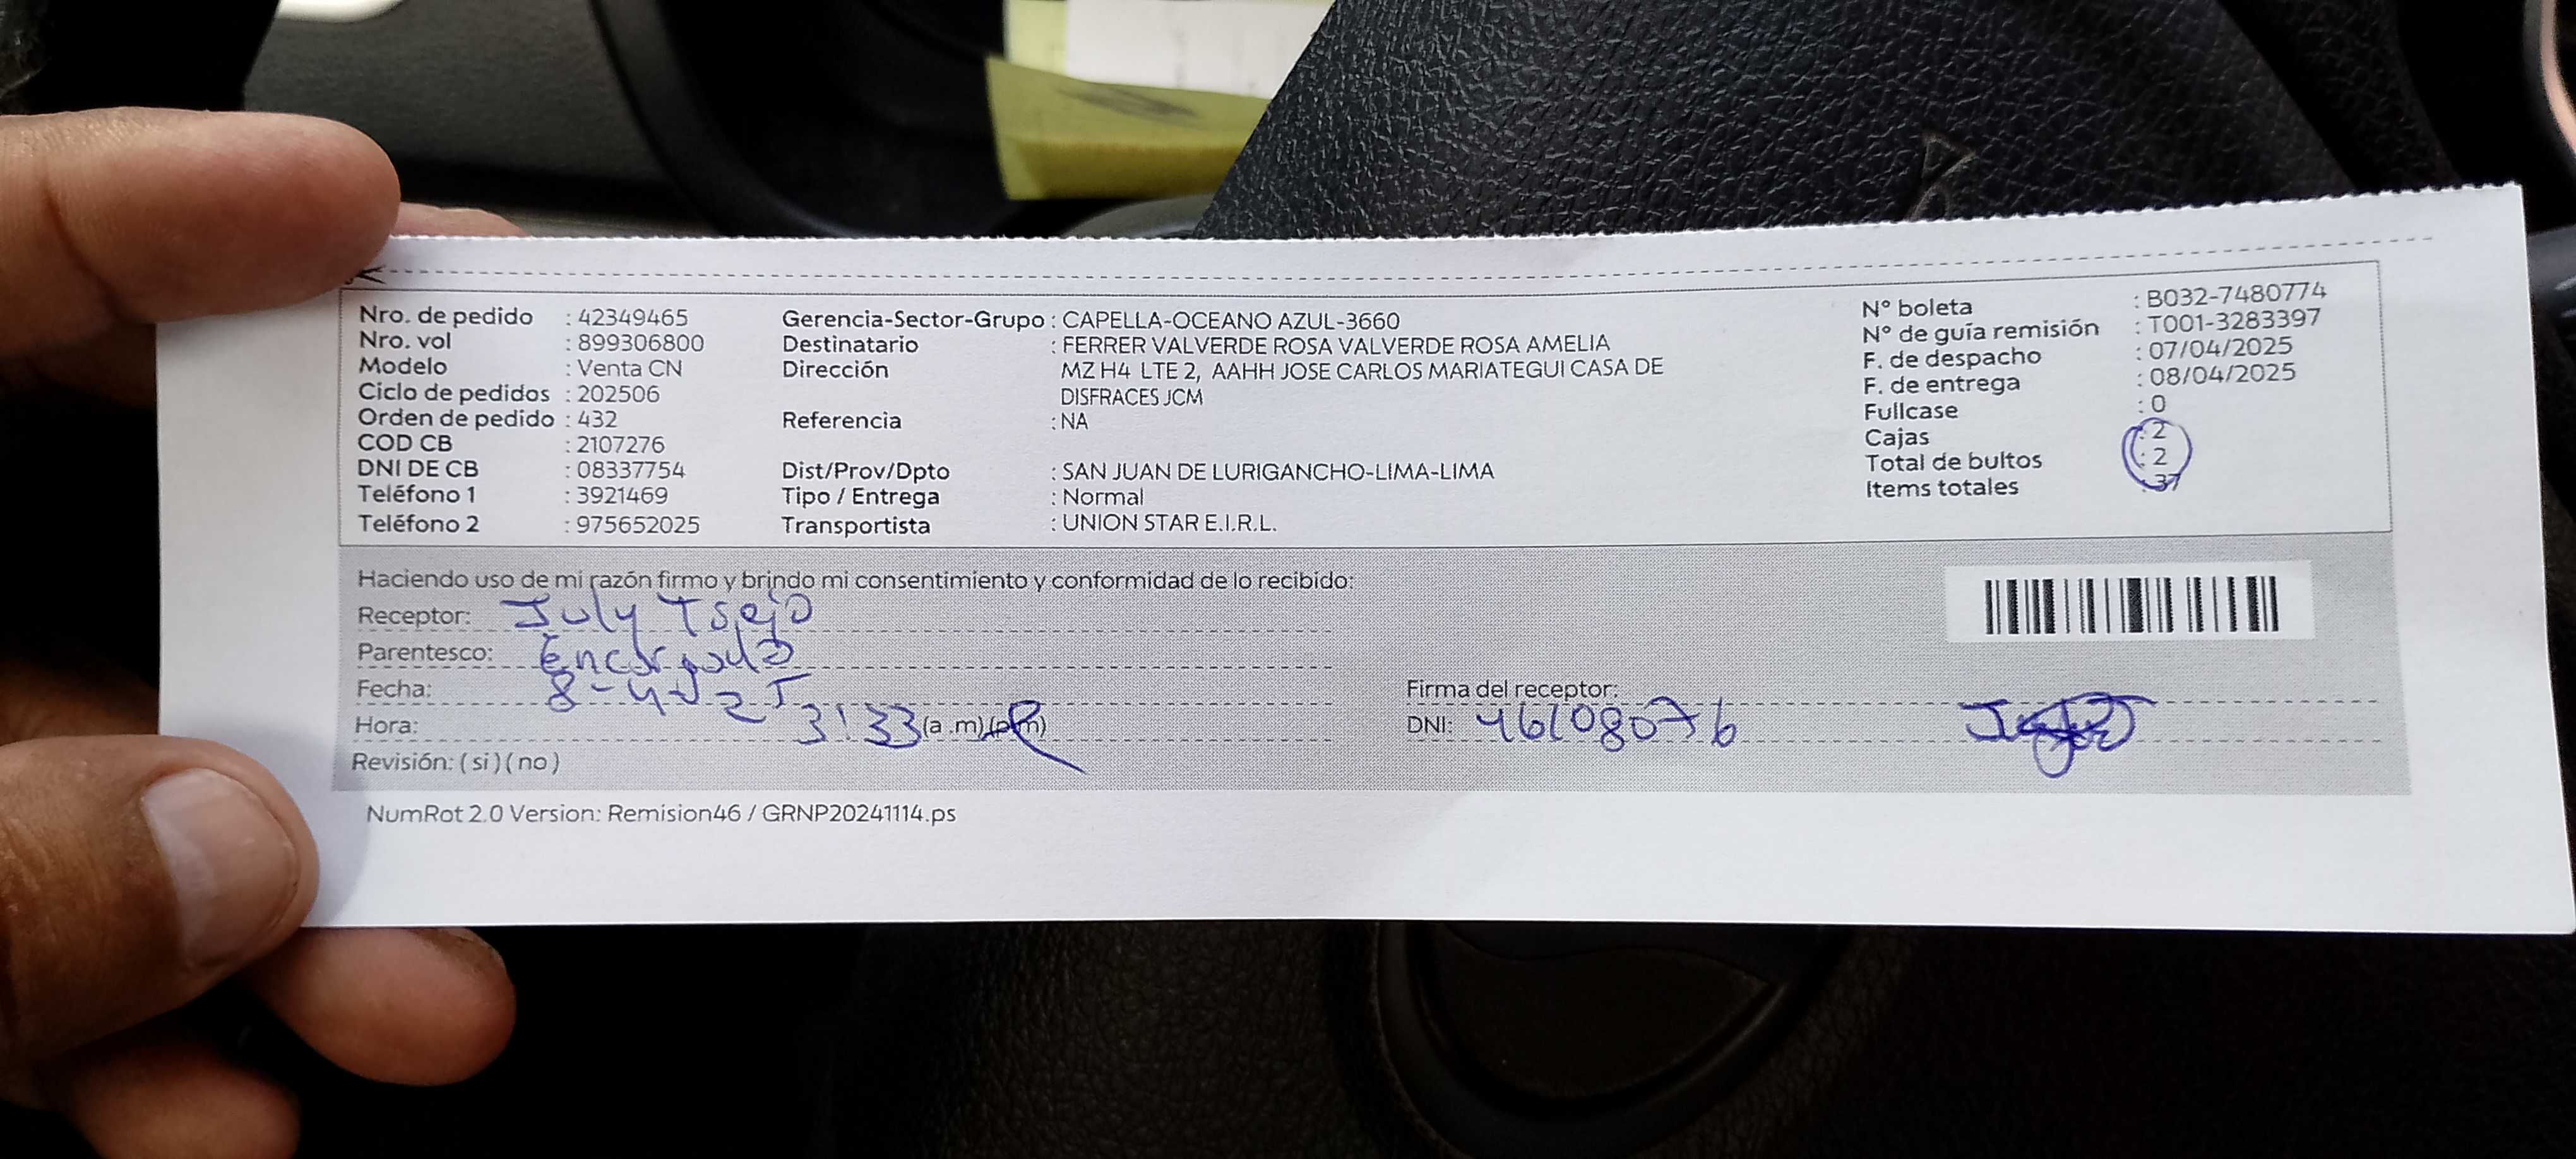 Nro. de pedido : 42349465
Nro. vol : 899306800
Modelo : Venta CN
Ciclo de pedidos : 202506
Orden de pedido : 432
COD CB : 2107276
DNI DE CB : 08337754
Teléfono 1 : 3921469
Teléfono 2 : 975652025
Gerencia-Sector-Grupo : CAPELLA-OCEANO AZUL-3660
Destinatario : FERRER VALVERDE ROSA VALVERDE ROSA AMELIA
Dirección MZ H4 LTE 2, AAHH JOSE CARLOS MARIATEGUI CASA DE
DISFRACES JCM
Referencia : NA
Dist/Prov/Dpto : SAN JUAN DE LURIGANCHO-LIMA-LIMA
Tipo / Entrega : Normal
Transportista : UNION STAR E.I.R.L.
N° boleta : B032-7480774
N° de guía remisión : T001-3283397
F. de despacho : 07/04/2025
F. de entrega : 08/04/2025
Fullcase : 0
Cajas : 2
Total de bultos : 2
Items totales : 37
Haciendo uso de mi razón firmo y brindo mi consentimiento y conformidad de lo recibido:
Receptor: July Tsejo
Parentesco: Encargada
Fecha: 8-4-25
Hora: 3:33 (a.m) (p.m)
Revisión: ( si ) ( no )
Firma del receptor:
DNI: 46108076
NumRot 2.0 Version: Remision46 / GRNP20241114.ps